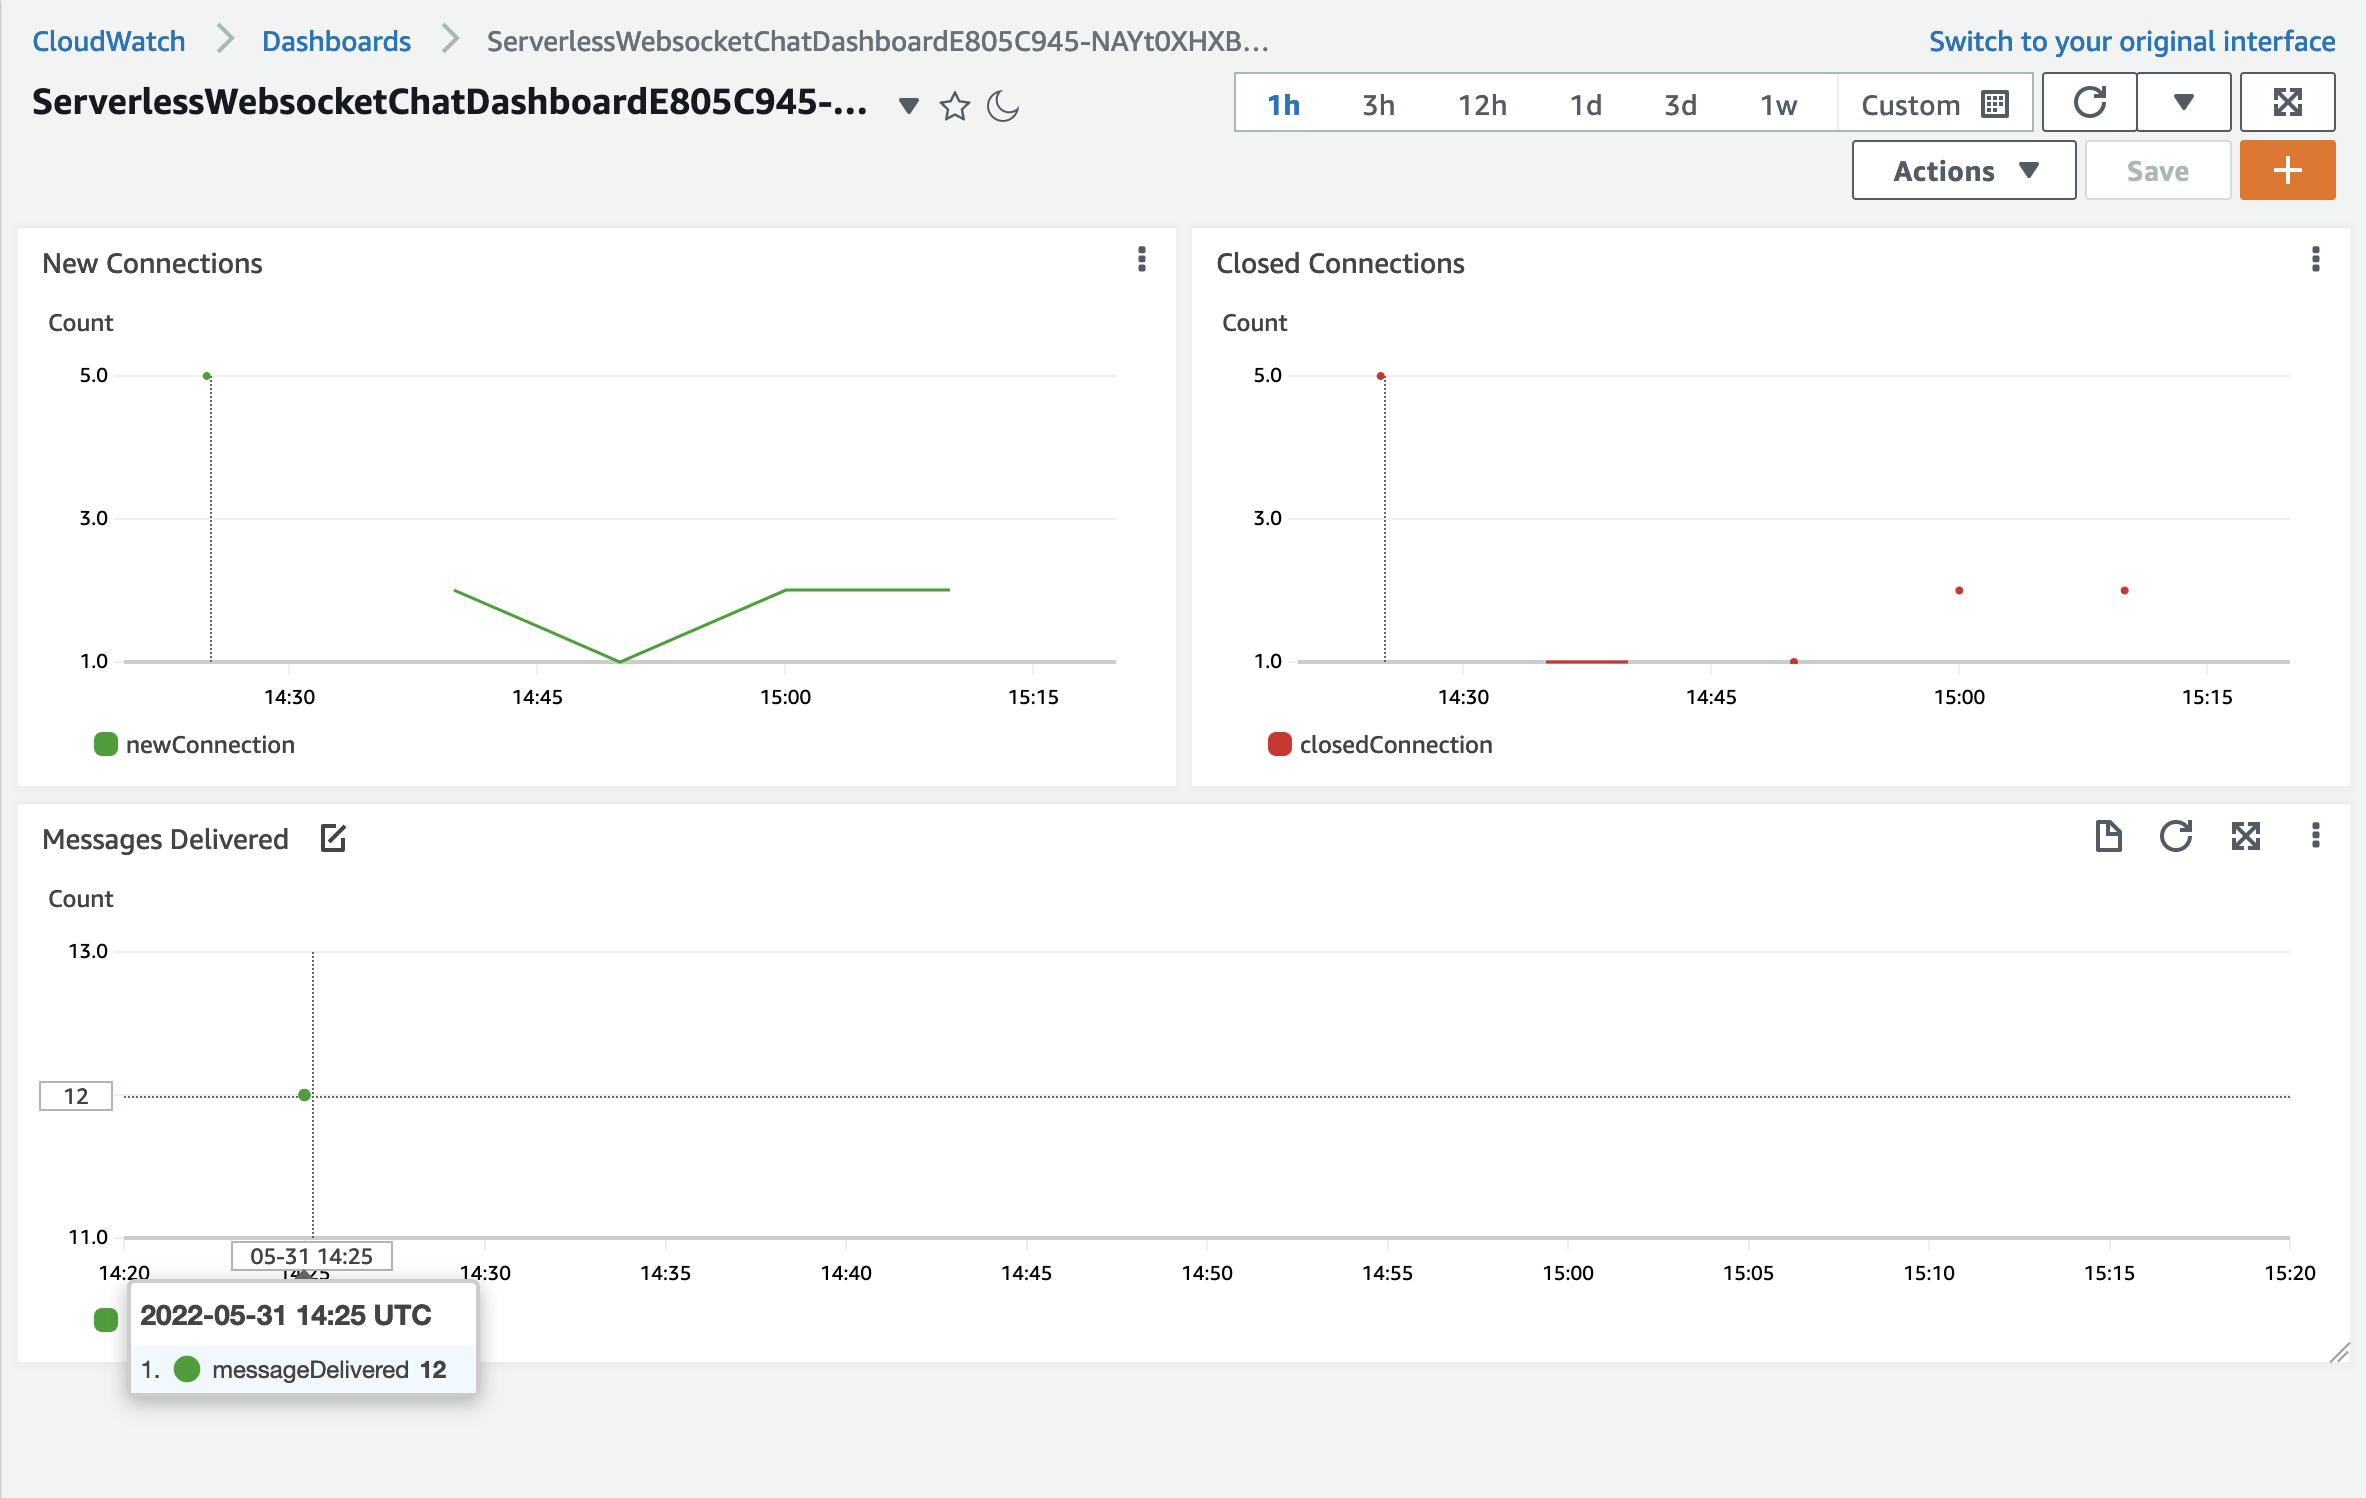 CloudWatch > Dashboards > ServerlessWebsocketChatDashboardE805C945-NAYt0XHXB...
Switch to your original interface
ServerlessWebsocketChatDashboardE805C945-...
1h 3h 12h 1d 3d 1w Custom
Actions Save +
New Connections
Count
5.0
3.0
1.0
14:30 14:45 15:00 15:15
newConnection
Closed Connections
Count
5.0
3.0
1.0
14:30 14:45 15:00 15:15
closedConnection
Messages Delivered
Count
13.0
12
11.0
05-31 14:25
14:20 14:25 14:30 14:35 14:40 14:45 14:50 14:55 15:00 15:05 15:10 15:15 15:20
2022-05-31 14:25 UTC
1. messageDelivered 12